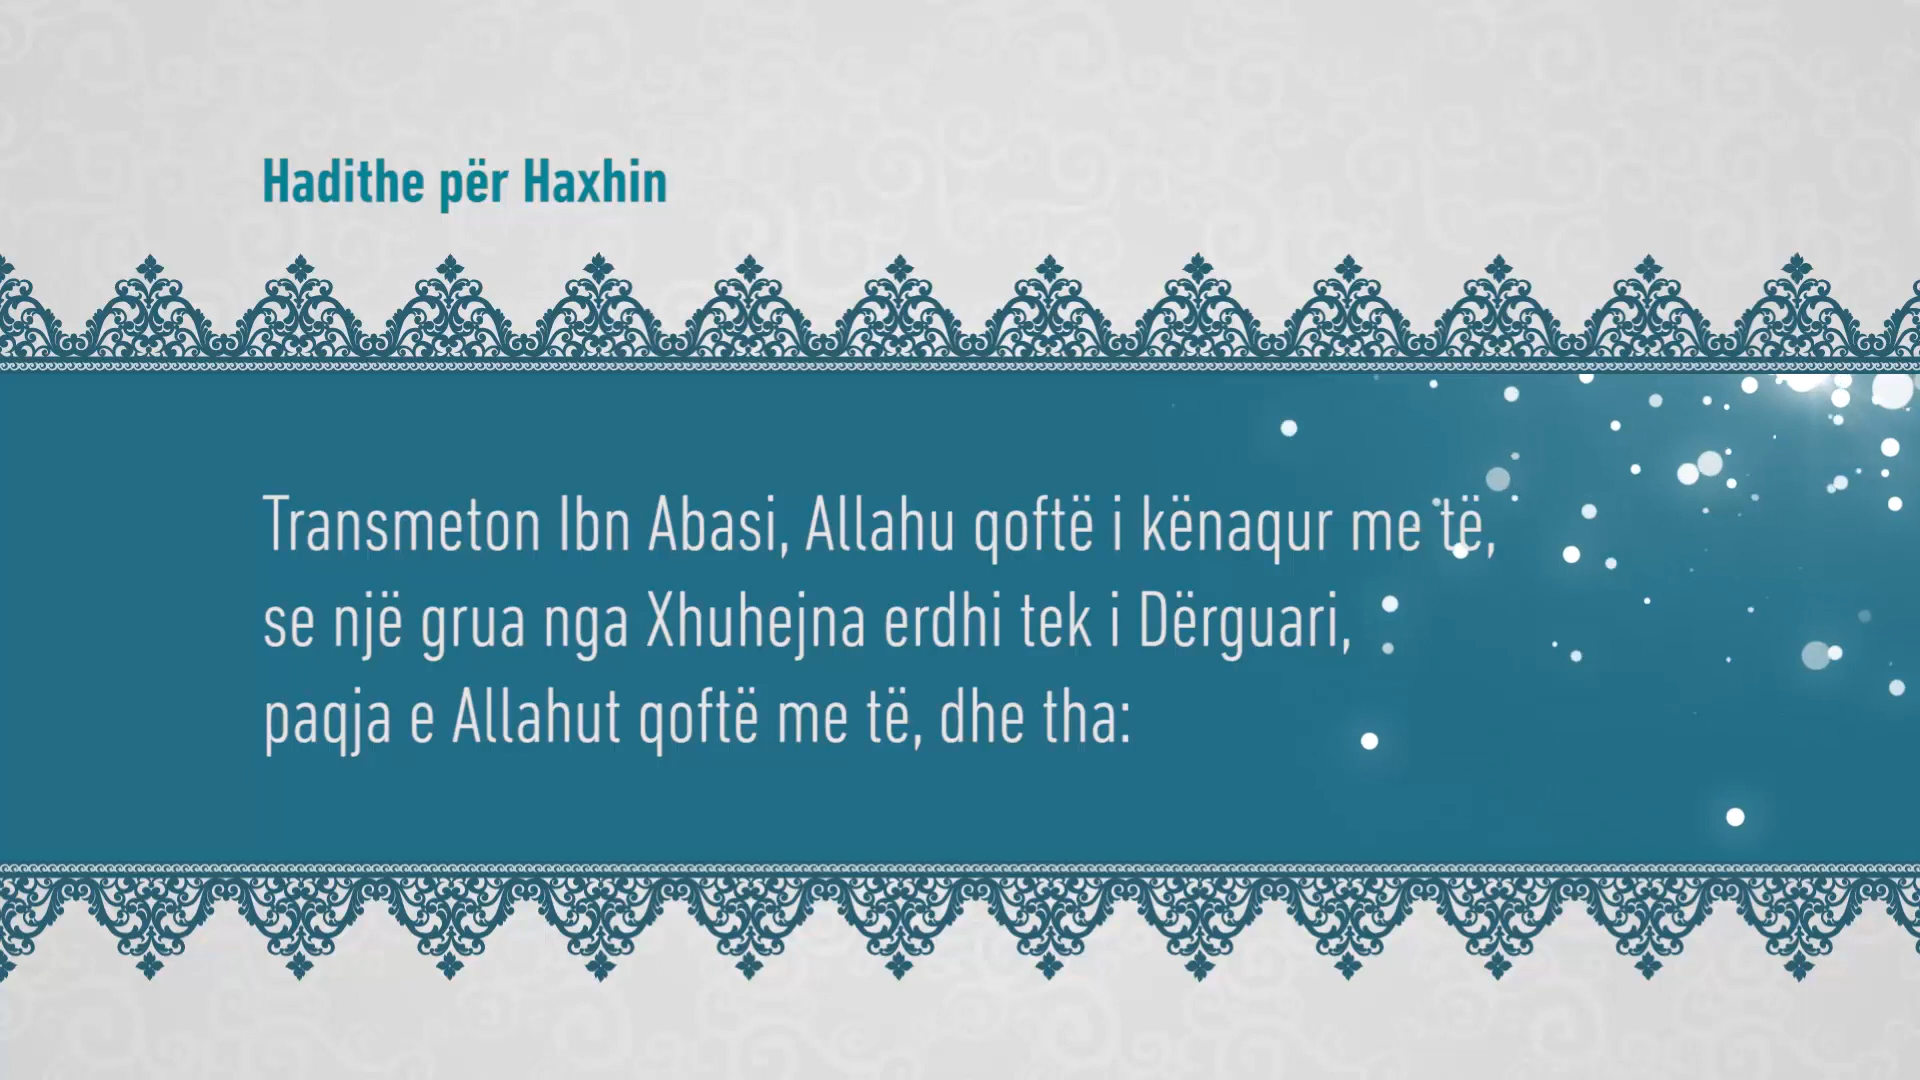 Hadithe për Haxhin
Transmeton Ibn Abasi, Allahu qoftë i kënaqur me të,
se një grua nga Xhuhejna erdhi tek i Dërguari,
paqja e Allahut qoftë me të, dhe tha: